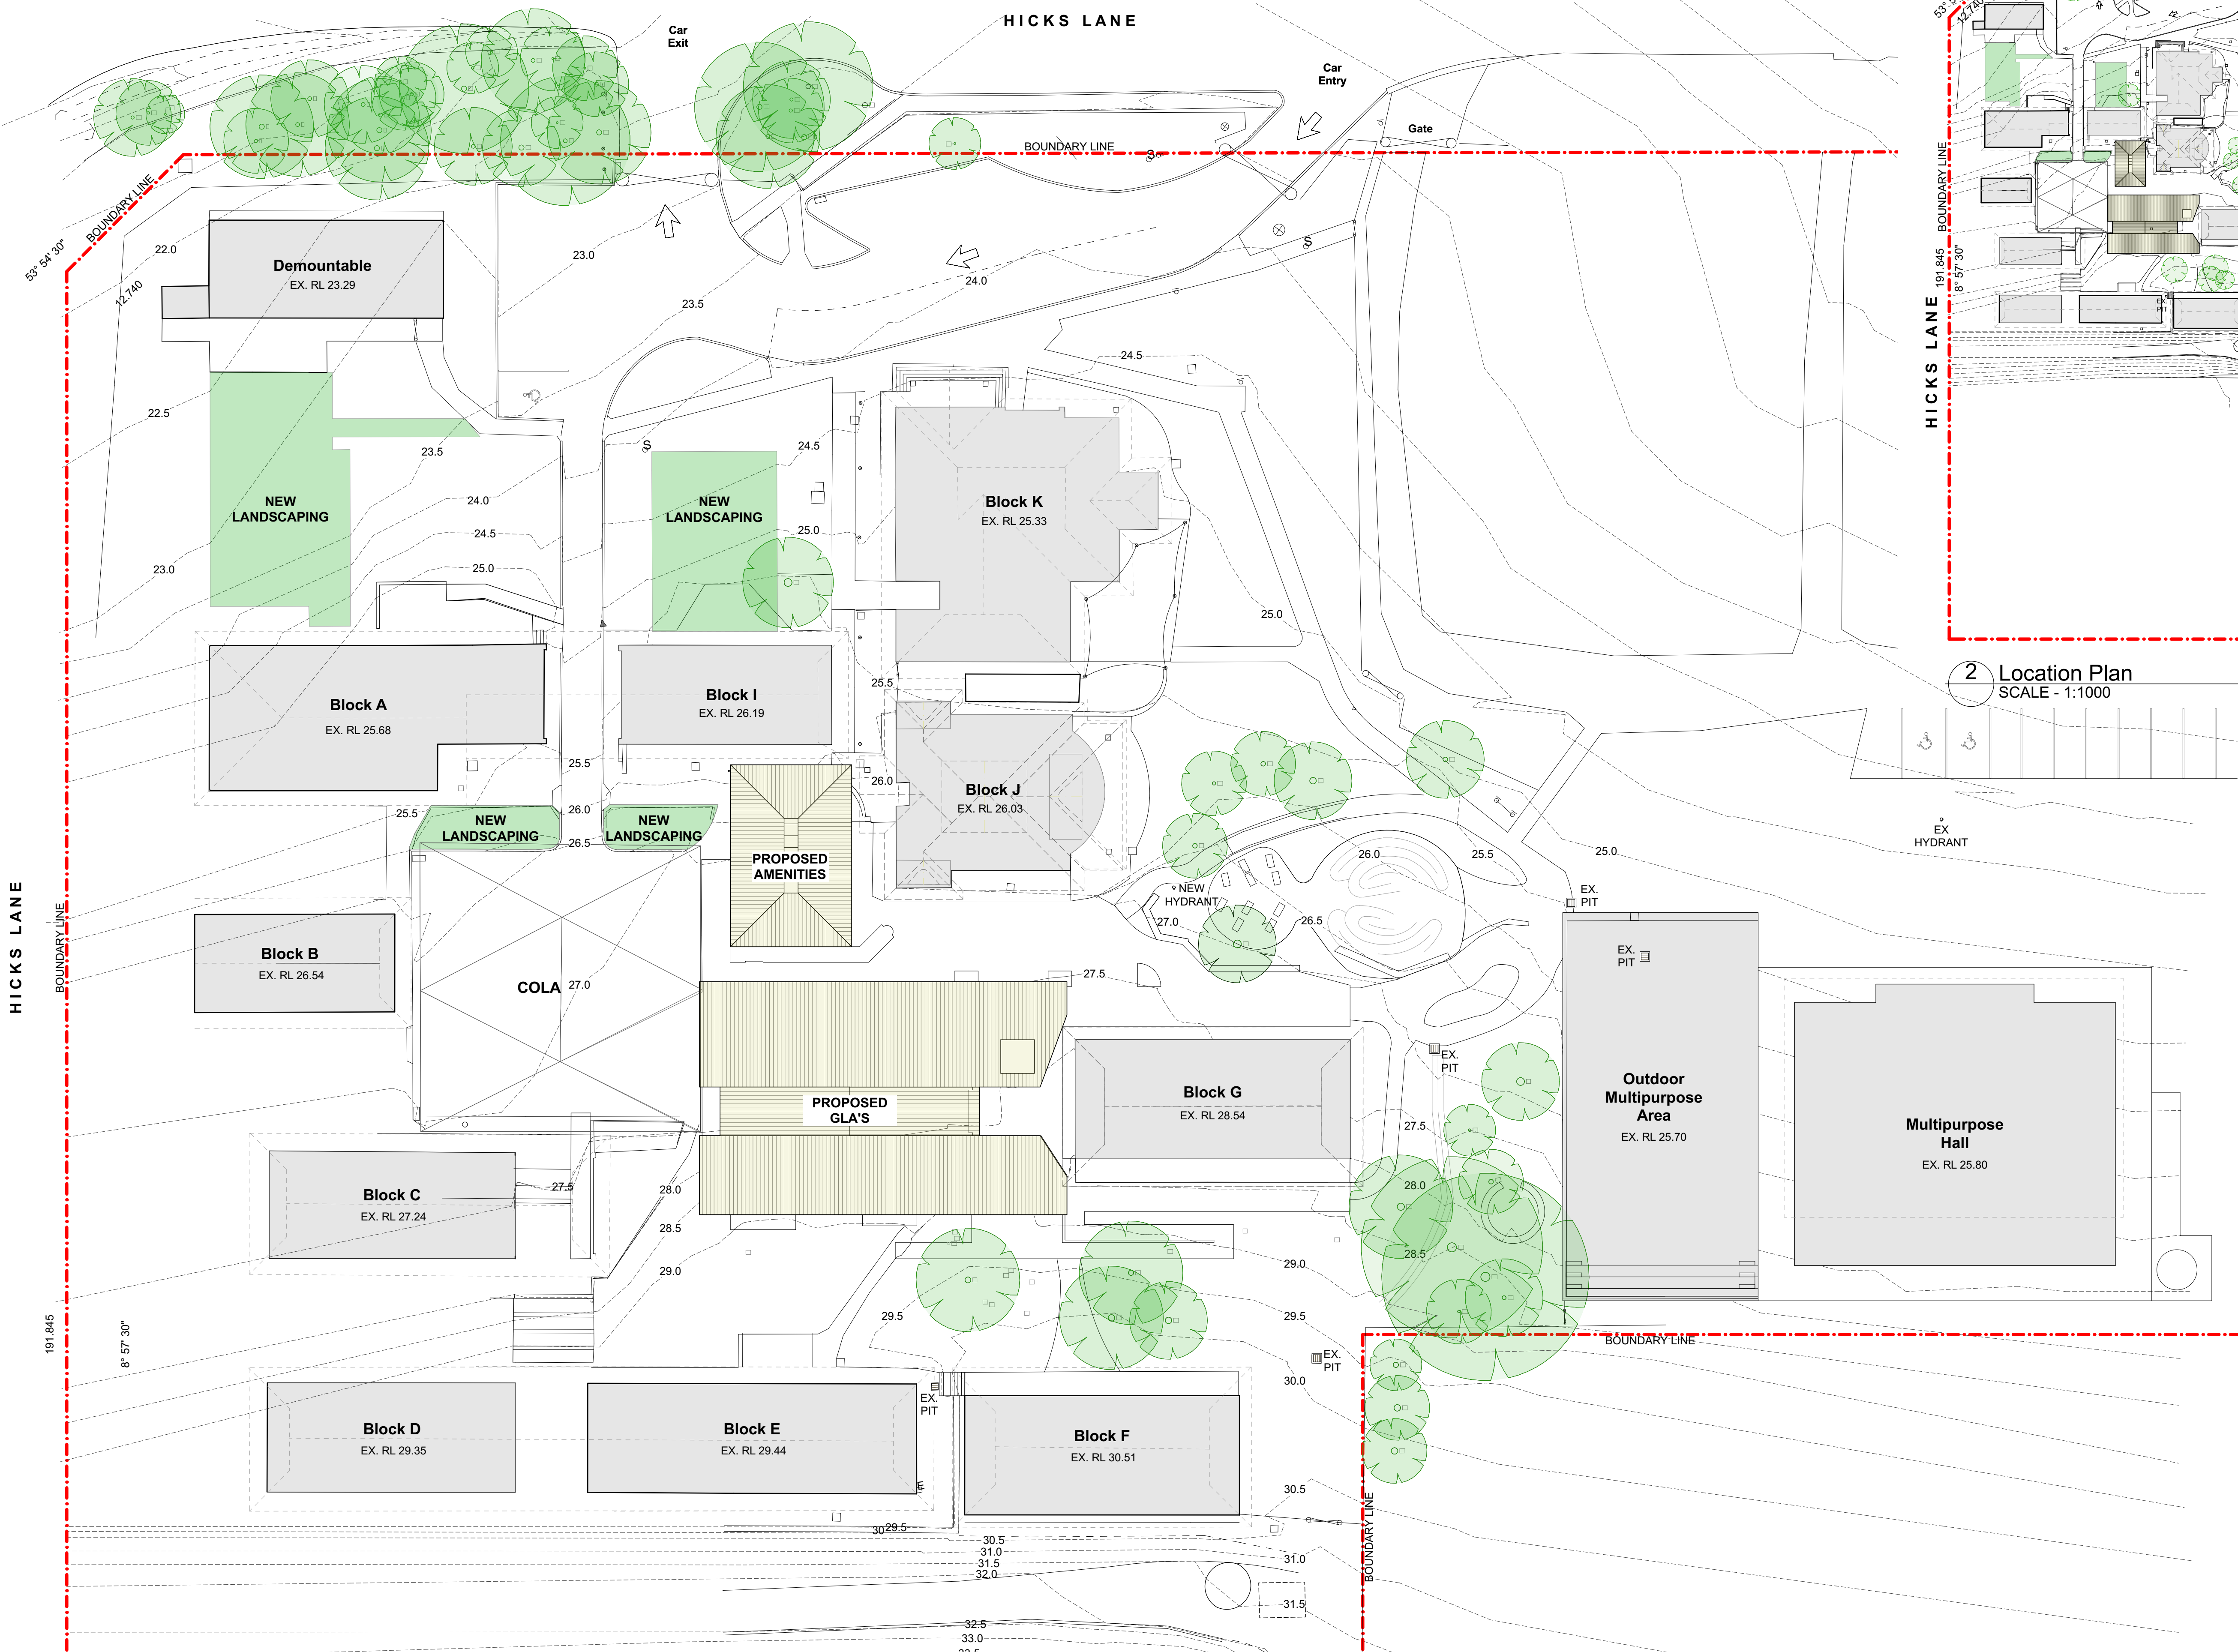 HICKS LANE
Car
Exit
Car
Entry
Gate
BOUNDARY LINE
S
BOUNDARY LINE
53° 54' 30"
12.740
S
22.0
23.0
Demountable
EX. RL 23.29
24.0
23.5
24.5
22.5
23.5
S
24.5
24.0
NEW
LANDSCAPING
NEW
LANDSCAPING
Block K
EX. RL 25.33
24.5
25.0
23.0
25.0
25.0
Block A
EX. RL 25.68
Block I
EX. RL 26.19
25.5
25.5
26.0
Block J
EX. RL 26.03
25.5
26.0
26.5
NEW
LANDSCAPING
NEW
LANDSCAPING
PROPOSED
AMENITIES
26.0
25.5
25.0
EX
HYDRANT
NEW
HYDRANT
27.0
26.5
EX.
PIT
HICKS LANE
BOUNDARY LINE
Block B
EX. RL 26.54
COLA
27.0
27.5
EX.
PIT
EX.
PIT
PROPOSED
GLA'S
Block G
EX. RL 28.54
Outdoor
Multipurpose
Area
EX. RL 25.70
Multipurpose
Hall
EX. RL 25.80
27.5
Block C
EX. RL 27.24
27.5
28.0
28.5
29.0
28.0
28.5
29.0
29.5
29.5
191.845
8° 57' 30"
BOUNDARY LINE
EX.
PIT
30.0
EX.
PIT
Block D
EX. RL 29.35
Block E
EX. RL 29.44
Block F
EX. RL 30.51
30.5
BOUNDARY LINE
29.5
30.5
31.0
31.5
32.0
31.0
31.5
32.5
33.0
12.740
BOUNDARY LINE
191.845
8° 57' 30"
HICKS LANE
EX.
PIT
2
Location Plan
SCALE - 1:1000